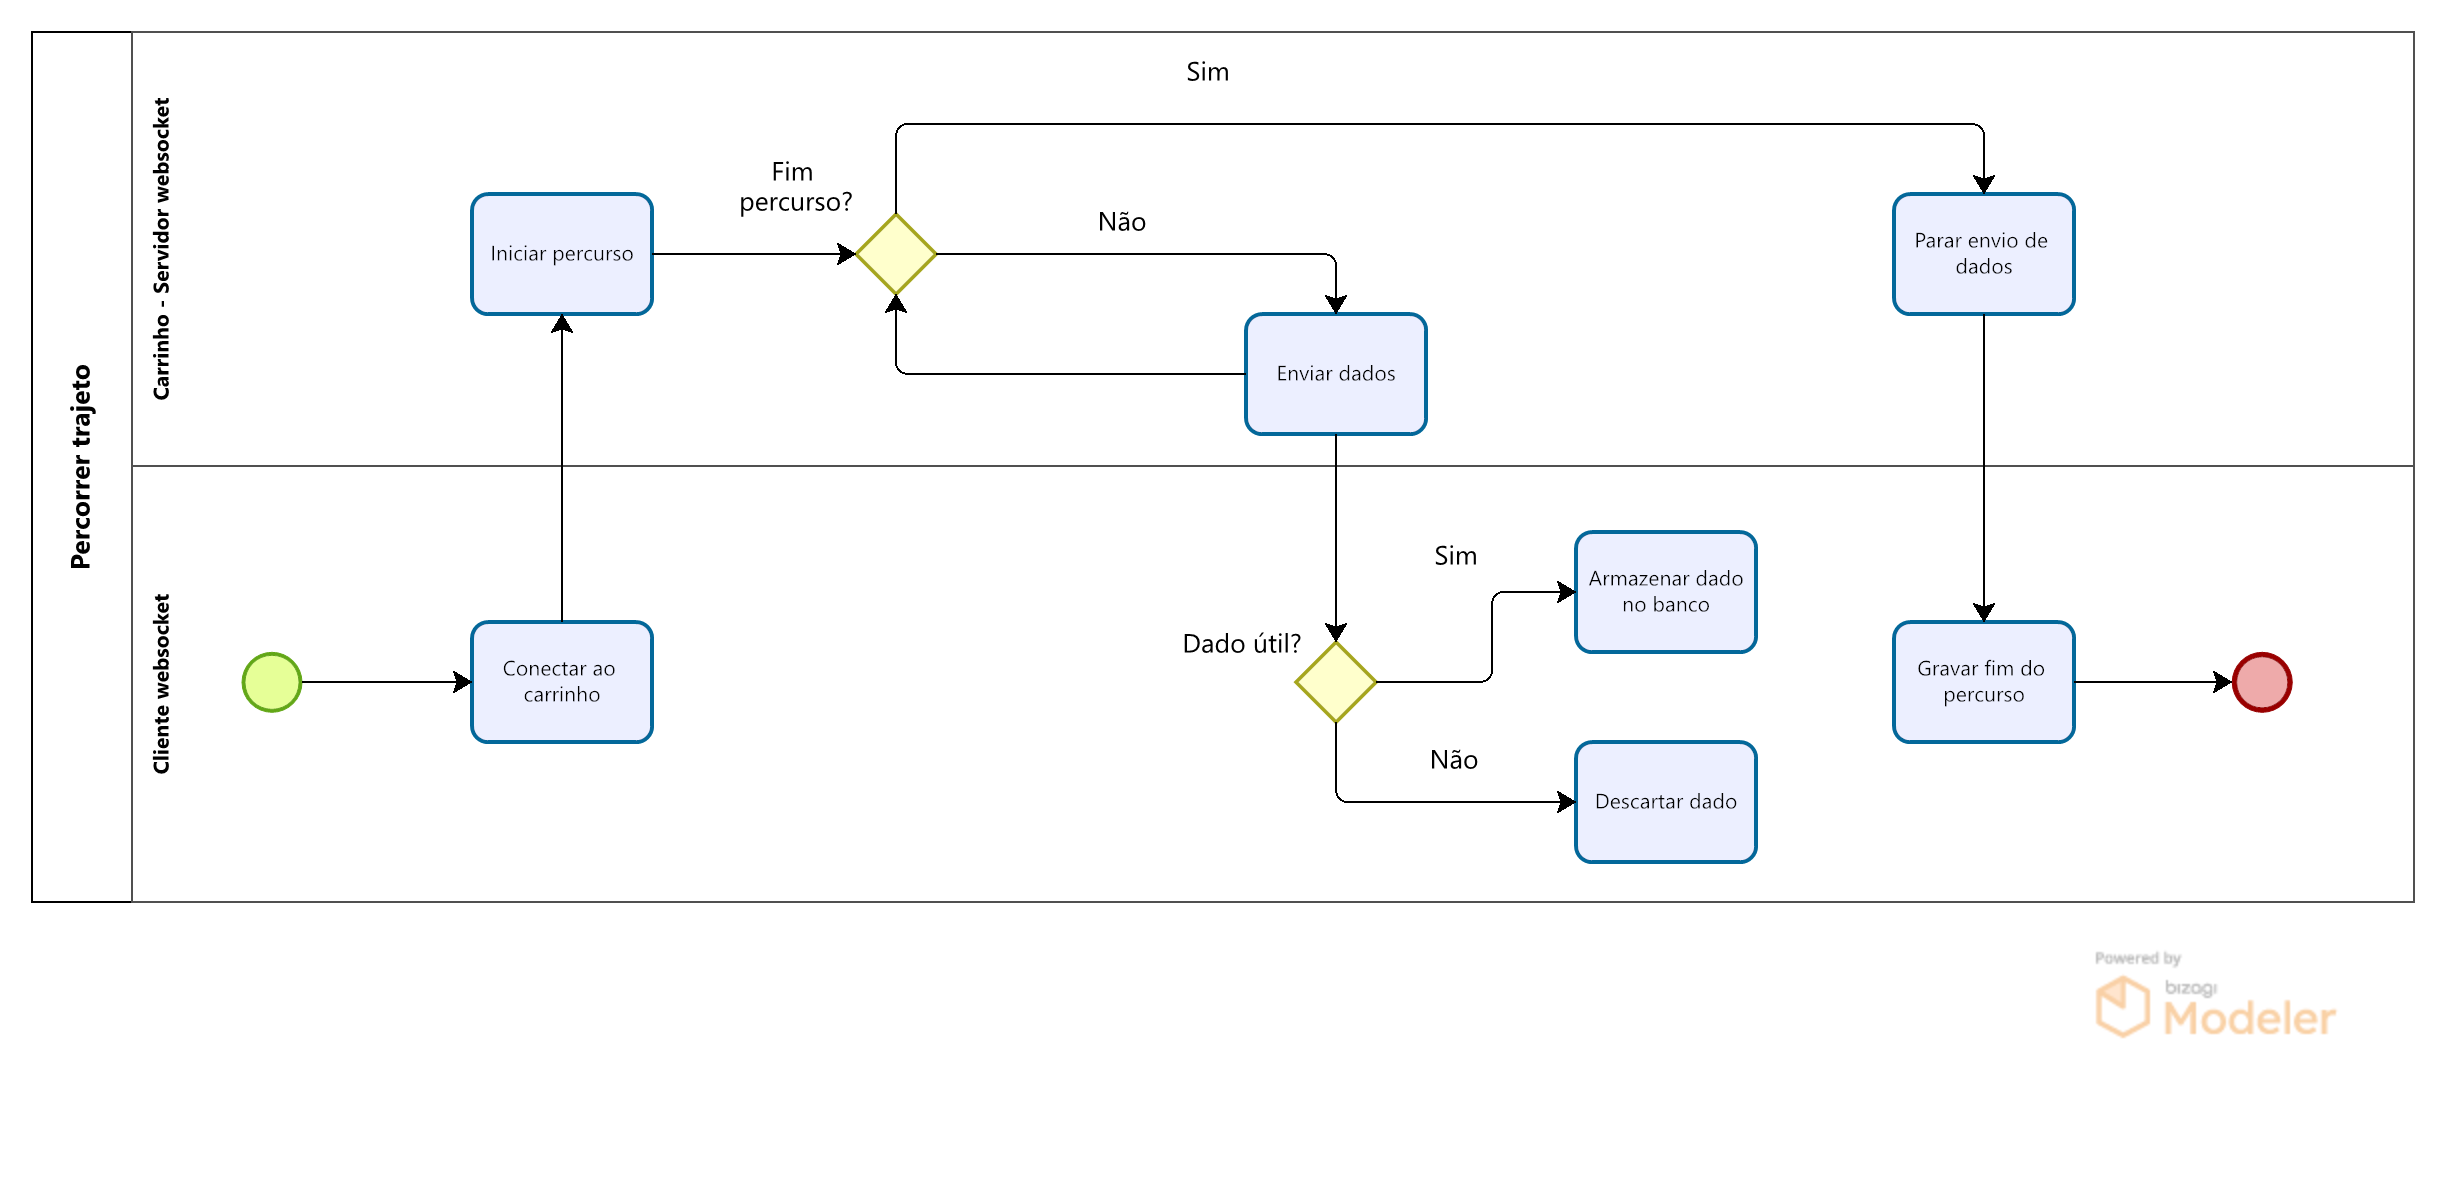 Percorrer trajeto
Carrinho - Servidor websocket
Sim
Fim
percurso?
Não
Iniciar percurso
Parar envio de
dados
Enviar dados
Cliente websocket
Conectar ao
carrinho
Dado útil?
Sim
Armazenar dado
no banco
Não
Descartar dado
Gravar fim do
percurso
Powered by
bizagi
Modeler